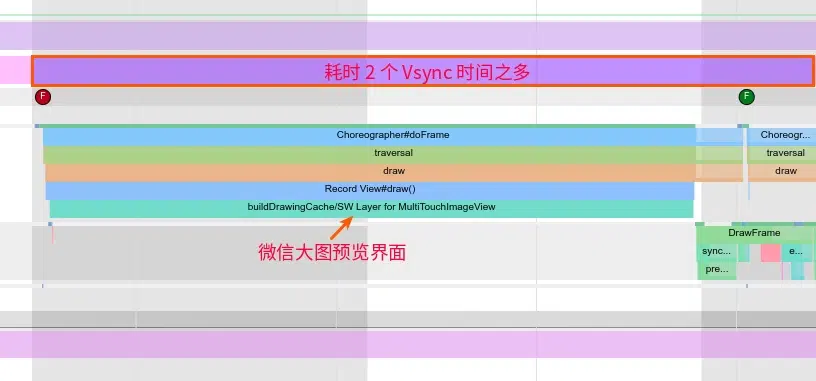 耗时 2 个 Vsync 时间之多
F
F
Choreographer#doFrame
Choreogr...
traversal
traversal
draw
draw
Record View#draw()
buildDrawingCache/SW Layer for MultiTouchImageView
微信大图预览界面
DrawFrame
sync...
e...
pre...